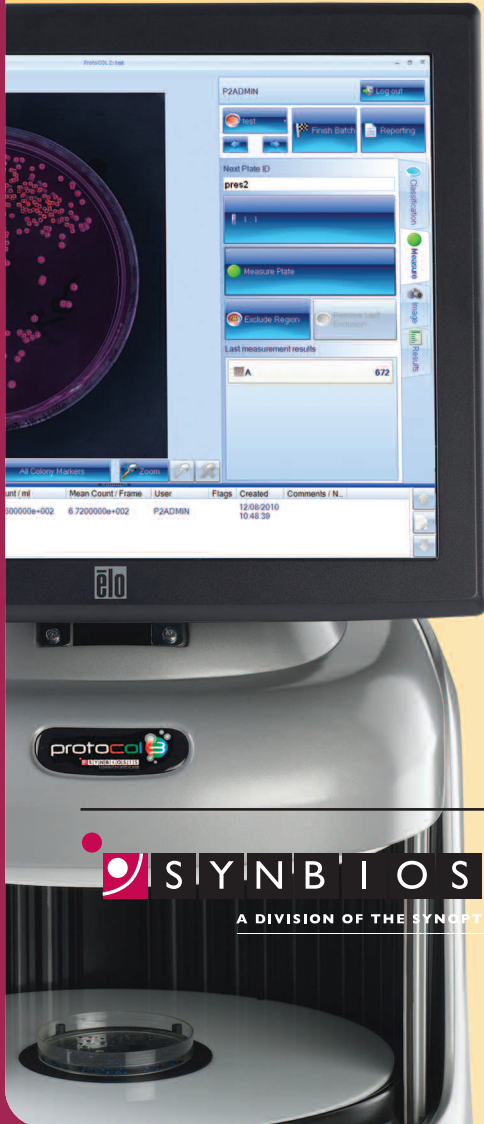 ProtoCOL 2: test
P2ADMIN
Log out
test
Finish Batch
Reporting
Next Plate ID
pres2
1 : 1
Measure Plate
Exclude Region
Remove Last
Exclusion
Last measurement results
A 672
Classification
Measure
Image
Results
All Colony Markers
Zoom
unt / ml Mean Count / Frame User Flags Created Comments / N..
600000e+002 6.7200000e+002 P2ADMIN 12/08/2010
10:48:39
elo
protocol 3
SYNBIOSIS
SYNBIOS
A DIVISION OF THE SYNOPT